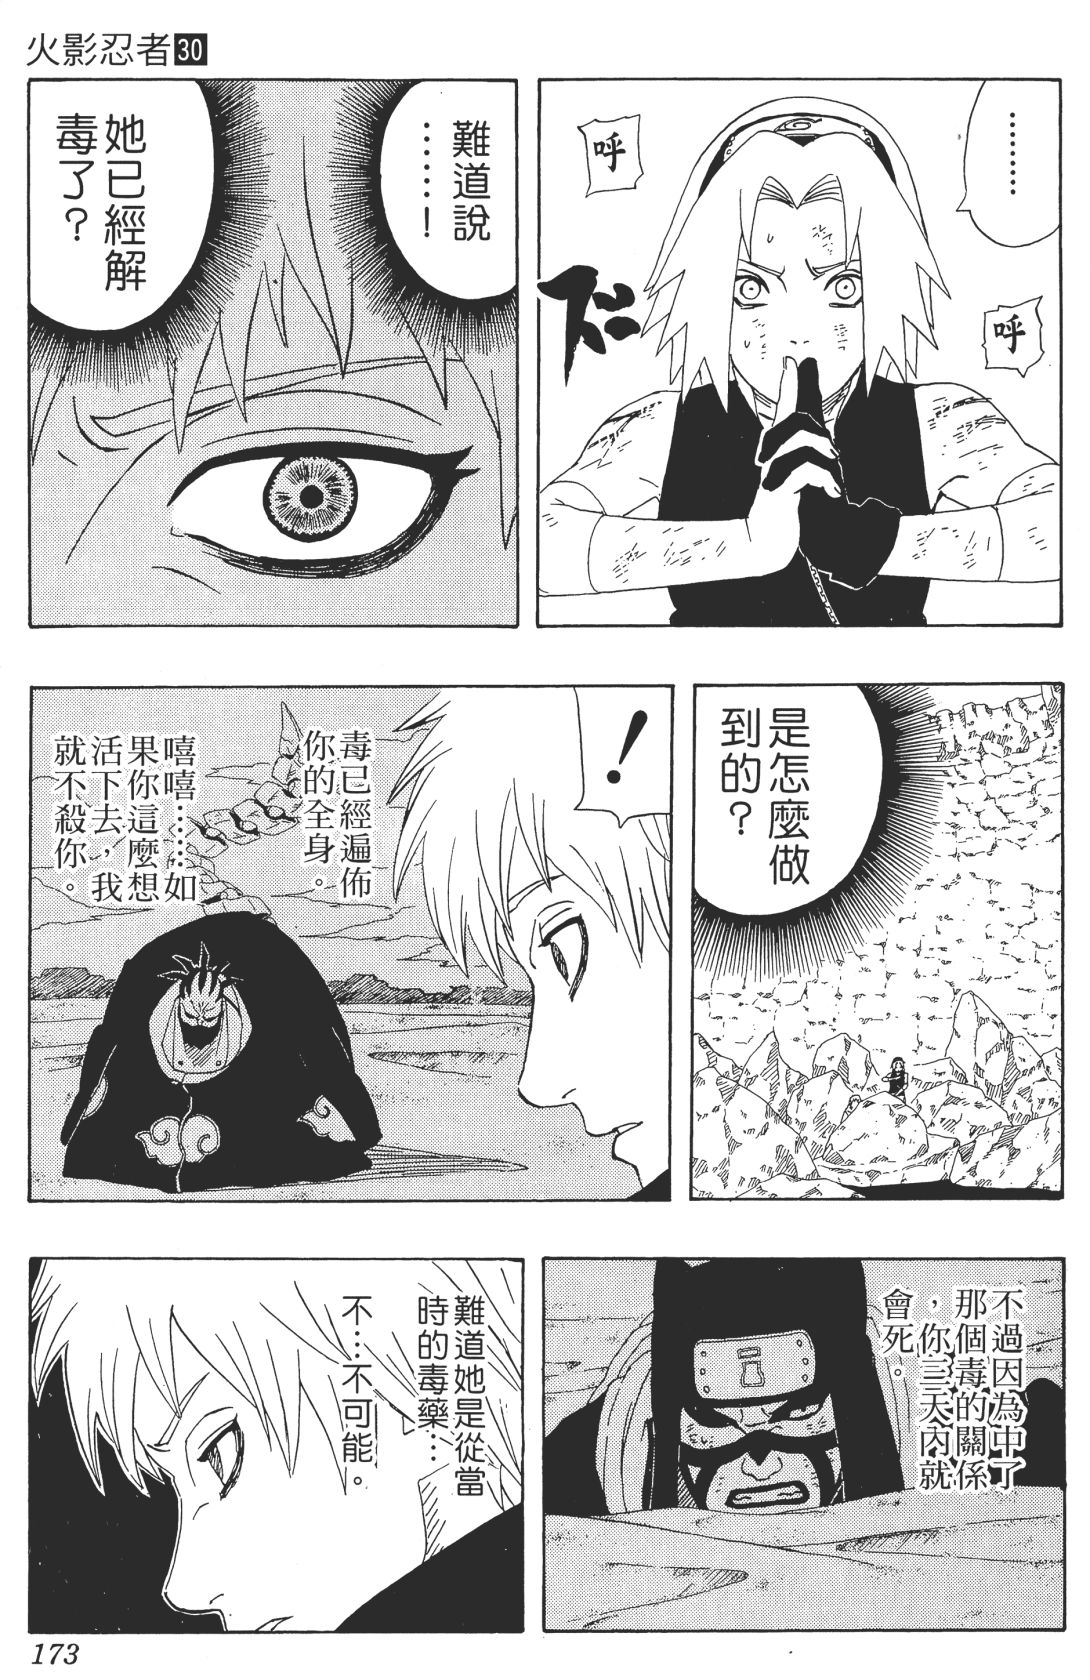 火影忍者30
………
呼
呼
ズッ
難道說
……!
她已經解
毒了?
是怎麼做
到的?
!
毒已經遍佈
你的全身。
嘻嘻……如
果你這麼想
活下去,我
就不殺你。
不過因為中了
那個毒的關係
,你三天內就
會死。
難道她是從當
時的毒藥…
不…不可能。
173